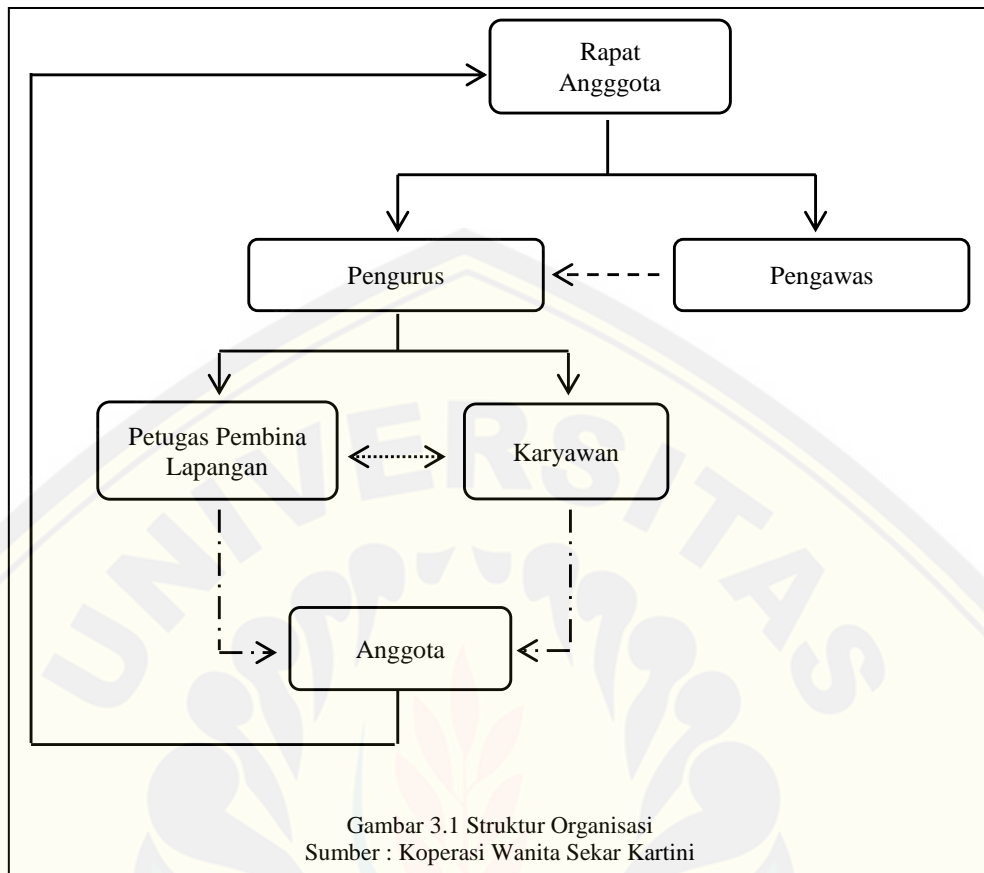 Rapat
Angggota
Pengurus
Pengawas
Petugas Pembina
Lapangan
Karyawan
Anggota
UNIVERSITAS
Gambar 3.1 Struktur Organisasi
Sumber : Koperasi Wanita Sekar Kartini